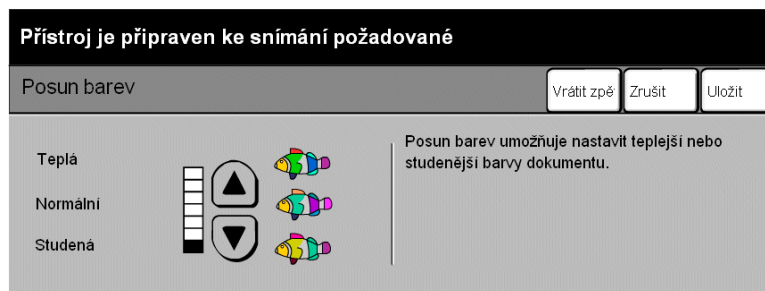 Přístroj je připraven ke snímání požadované
Posun barev
Vrátit zpě
Zrušit
Uložit
Teplá
Normální
Studená
Posun barev umožňuje nastavit teplejší nebo
studenější barvy dokumentu.